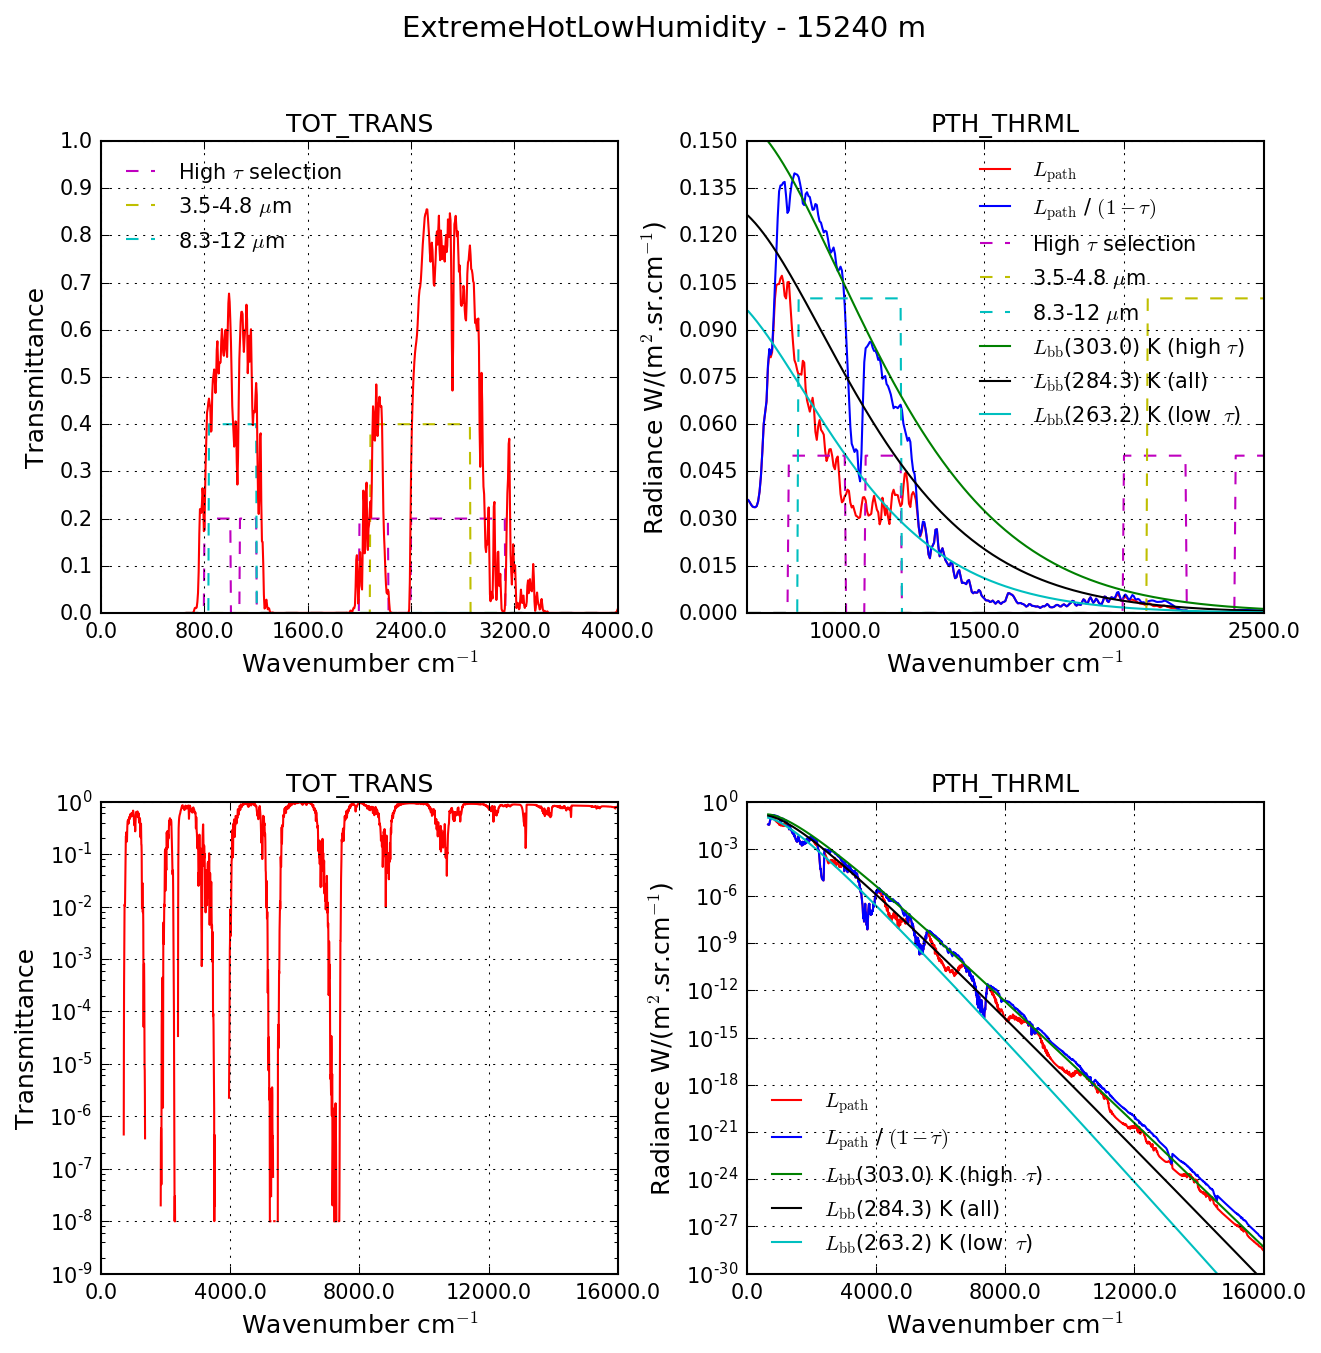 ExtremeHotLowHumidity - 15240 m
TOT_TRANS
1.0
0.9
0.8
0.7
0.6
0.5
0.4
0.3
0.2
0.1
0.0
Transmittance
High τ selection
3.5-4.8 μm
8.3-12 μm
0.0 800.0 1600.0 2400.0 3200.0 4000.0
Wavenumber cm⁻¹
PTH_THRML
0.150
0.135
0.120
0.105
0.090
0.075
0.060
0.045
0.030
0.015
0.000
Radiance W/(m².sr.cm⁻¹)
L_path
L_path / (1 − τ)
High τ selection
3.5-4.8 μm
8.3-12 μm
L_bb(303.0) K (high τ)
L_bb(284.3) K (all)
L_bb(263.2) K (low τ)
1000.0 1500.0 2000.0 2500.0
Wavenumber cm⁻¹
TOT_TRANS
10⁰
10⁻¹
10⁻²
10⁻³
10⁻⁴
10⁻⁵
10⁻⁶
10⁻⁷
10⁻⁸
10⁻⁹
Transmittance
0.0 4000.0 8000.0 12000.0 16000.0
Wavenumber cm⁻¹
PTH_THRML
10⁰
10⁻³
10⁻⁶
10⁻⁹
10⁻¹²
10⁻¹⁵
10⁻¹⁸
10⁻²¹
10⁻²⁴
10⁻²⁷
10⁻³⁰
Radiance W/(m².sr.cm⁻¹)
L_path
L_path / (1 − τ)
L_bb(303.0) K (high τ)
L_bb(284.3) K (all)
L_bb(263.2) K (low τ)
0.0 4000.0 8000.0 12000.0 16000.0
Wavenumber cm⁻¹